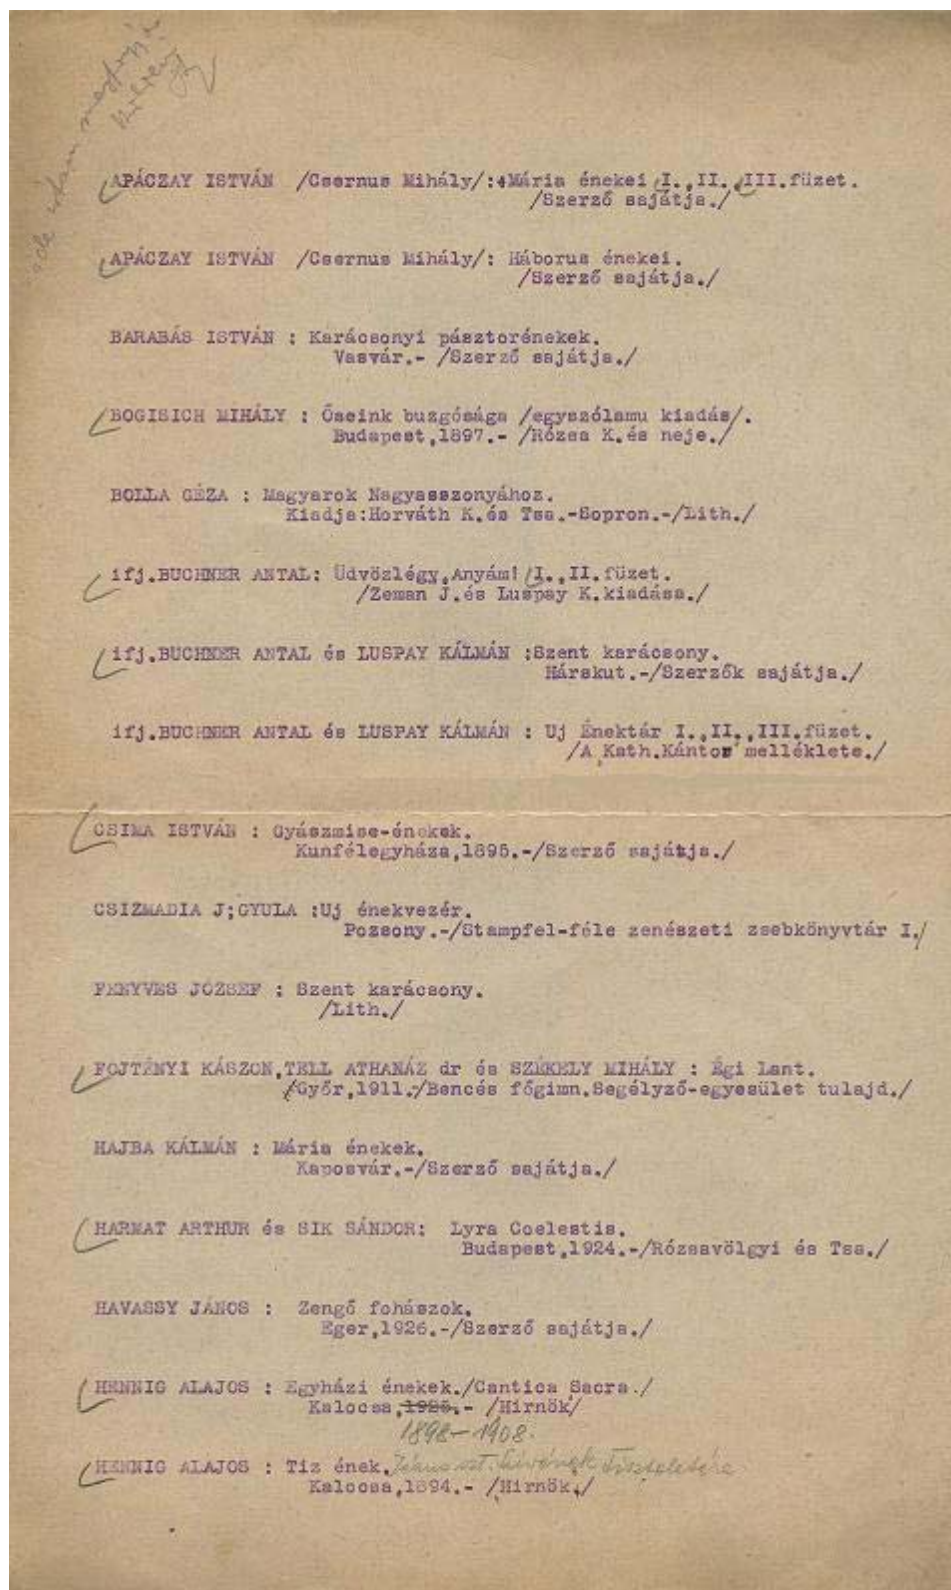 APÁCZAY ISTVÁN /Csernus Mihály/: Mária énekei I., II., III.füzet.
/Szerző sajátja./
APÁCZAY ISTVÁN /Csernus Mihály/: Háborus énekei.
/Szerző sajátja./
BARABÁS ISTVÁN : Karácsonyi pásztorénekek.
Vasvár.- /Szerző sajátja./
BOGISICH MIHÁLY : Őseink buzgósága /egyszólamu kiadás/.
Budapest,1897.- /Rózsa K.és neje./
BOLLA GÉZA : Magyarok Nagyasszonyához.
Kiadja:Horváth K.és Tsa.-Sopron.-/Lith./
ifj.BUCHNER ANTAL: Üdvözlégy,Anyám! /I.,II.füzet.
/Zeman J.és Luspay K.kiadása./
ifj.BUCHNER ANTAL és LUSPAY KÁLMÁN :Szent karácsony.
Hárskut.-/Szerzők sajátja./
ifj.BUCHNER ANTAL és LUSPAY KÁLMÁN : Uj Énektár I.,II.,III.füzet.
/A Kath.Kántor melléklete./
CSIMA ISTVÁN : Gyászmise-énekek.
Kunfélegyháza,1895.-/Szerző sajátja./
CSIZMADIA J;GYULA :Uj énekvezér.
Pozsony.-/Stampfel-féle zenészeti zsebkönyvtár I./
FENYVES JÓZSEF : Szent karácsony.
/Lith./
FOJTÉNYI KÁSZON,TELL ATHANÁZ dr és SZÉKELY MIHÁLY : Égi Lant.
/Győr,1911./Bencés főgimn.Segélyző-egyesület tulajd./
HAJBA KÁLMÁN : Mária énekek.
Kaposvár.-/Szerző sajátja./
HARMAT ARTHUR és SIK SÁNDOR: Lyra Coelestis.
Budapest,1924.-/Rózsavölgyi és Tsa./
HAVASSY JÁNOS : Zengő fohászok.
Eger,1926.-/Szerző sajátja./
HENNIG ALAJOS : Egyházi énekek./Cantica Sacra./
Kalocsa,1925.- /Hirnök/
1898-1908.
HENNIG ALAJOS : Tiz ének. Jézus szt. Szivének tiszteletére
Kalocsa,1894.- /Hirnök./